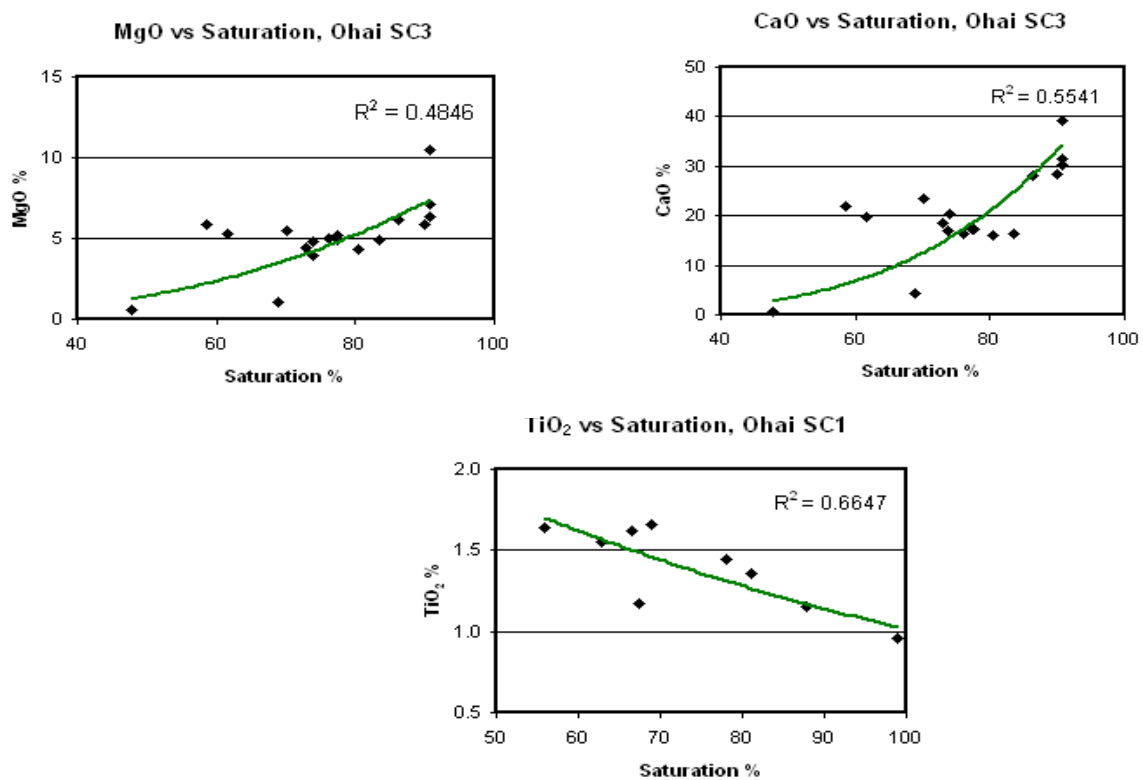 MgO vs Saturation, Ohai SC3
15
10
5
0
MgO %
R² = 0.4846
40 60 80 100
Saturation %
CaO vs Saturation, Ohai SC3
50
40
30
20
10
0
CaO %
R² = 0.5541
40 60 80 100
Saturation %
TiO₂ vs Saturation, Ohai SC1
2.0
1.5
1.0
0.5
TiO₂ %
R² = 0.6647
50 60 70 80 90 100
Saturation %